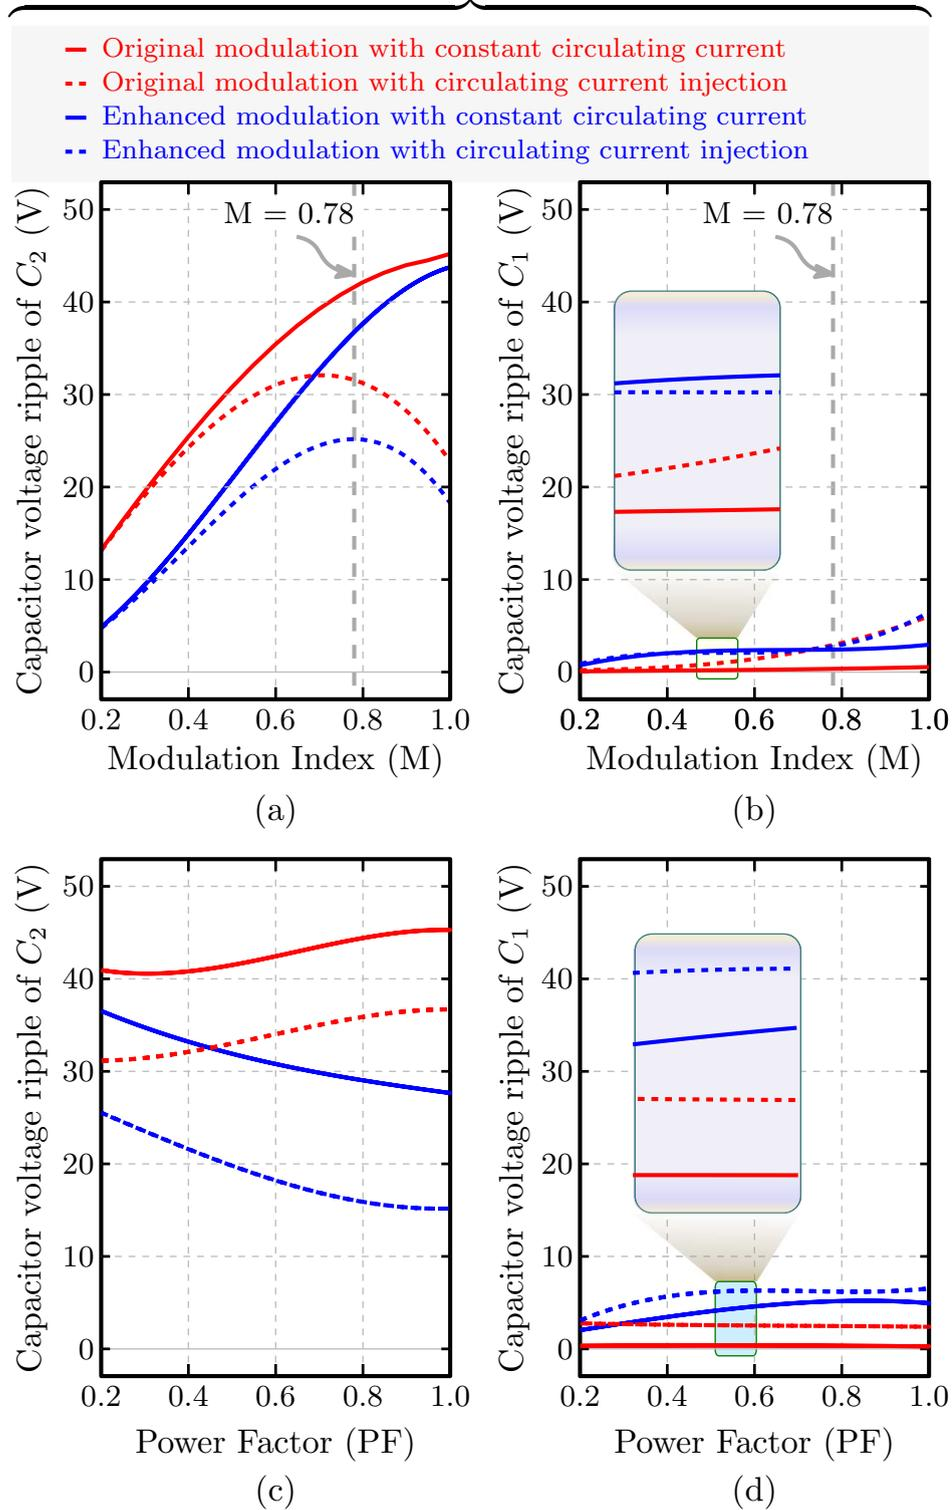 Original modulation with constant circulating current
Original modulation with circulating current injection
Enhanced modulation with constant circulating current
Enhanced modulation with circulating current injection
Capacitor voltage ripple of C₂ (V)
50
40
30
20
10
0
M = 0.78
0.2 0.4 0.6 0.8 1.0
Modulation Index (M)
(a)
Capacitor voltage ripple of C₁ (V)
50
40
30
20
10
0
M = 0.78
0.2 0.4 0.6 0.8 1.0
Modulation Index (M)
(b)
Capacitor voltage ripple of C₂ (V)
50
40
30
20
10
0
0.2 0.4 0.6 0.8 1.0
Power Factor (PF)
(c)
Capacitor voltage ripple of C₁ (V)
50
40
30
20
10
0
0.2 0.4 0.6 0.8 1.0
Power Factor (PF)
(d)